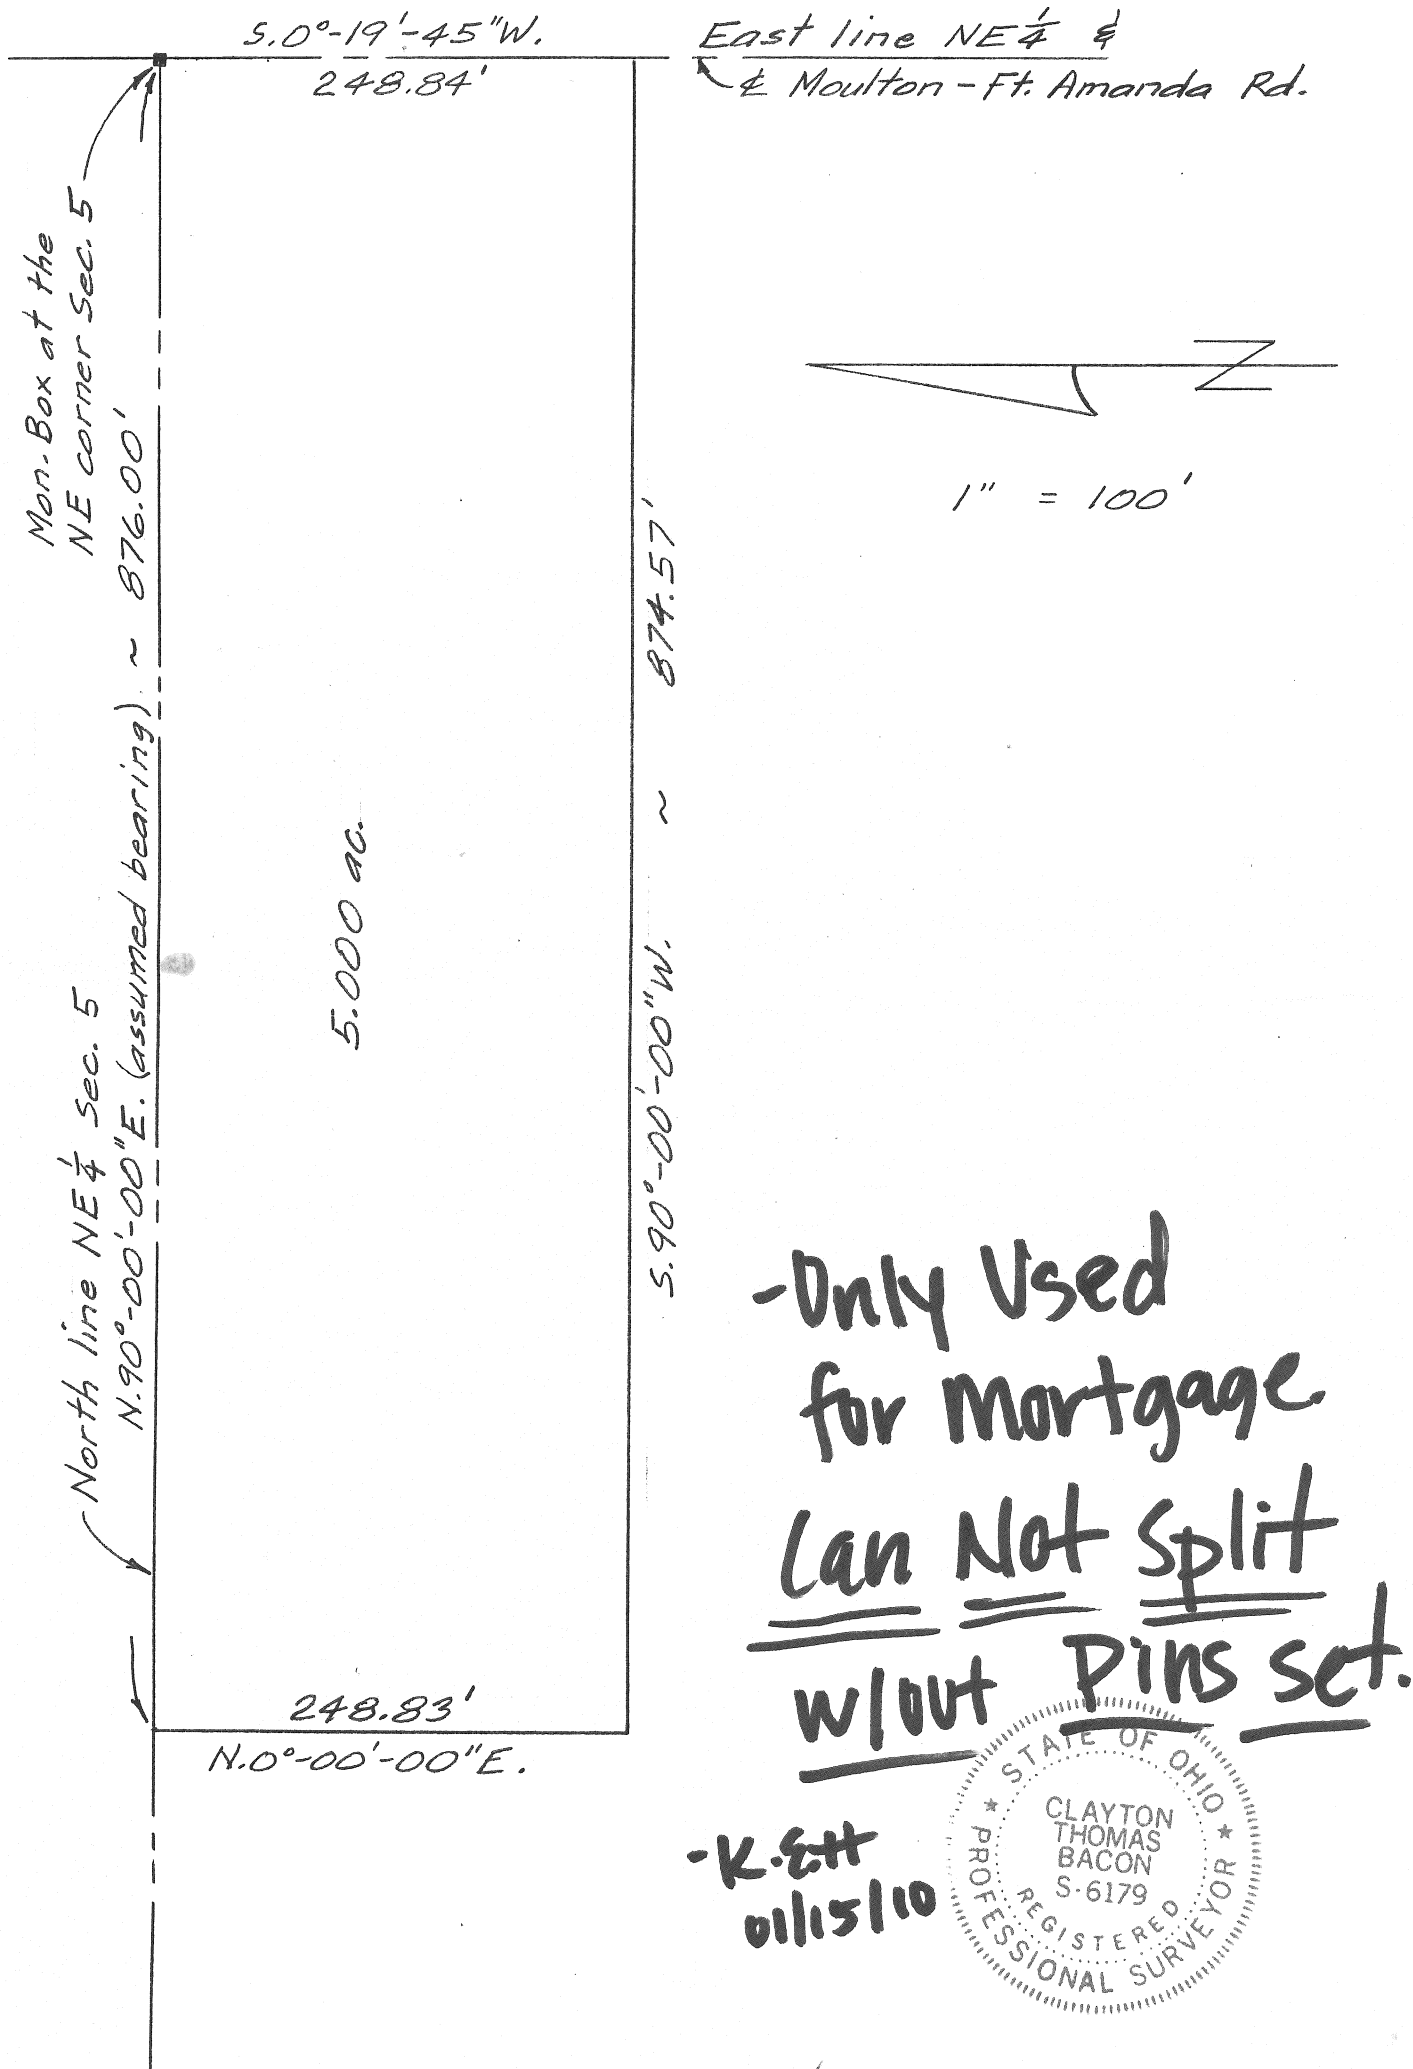 S.0°-19'-45"W.
248.84'
East line NE¼ &
℄ Moulton-Ft. Amanda Rd.
Mon-Box at the
NE corner Sec. 5
North line NE¼ Sec. 5
N.90°-00'-00"E. (assumed bearing) ~ 876.00'
5.000 ac.
S.90°-00'-00"W. ~ 874.57'
N
1" = 100'
248.83'
N.0°-00'-00"E.
-Only Used
for Mortgage
Can Not Split
w/out Pins set.
01/15/10
STATE OF OHIO
CLAYTON
THOMAS
BACON
S-6179
REGISTERED
PROFESSIONAL SURVEYOR